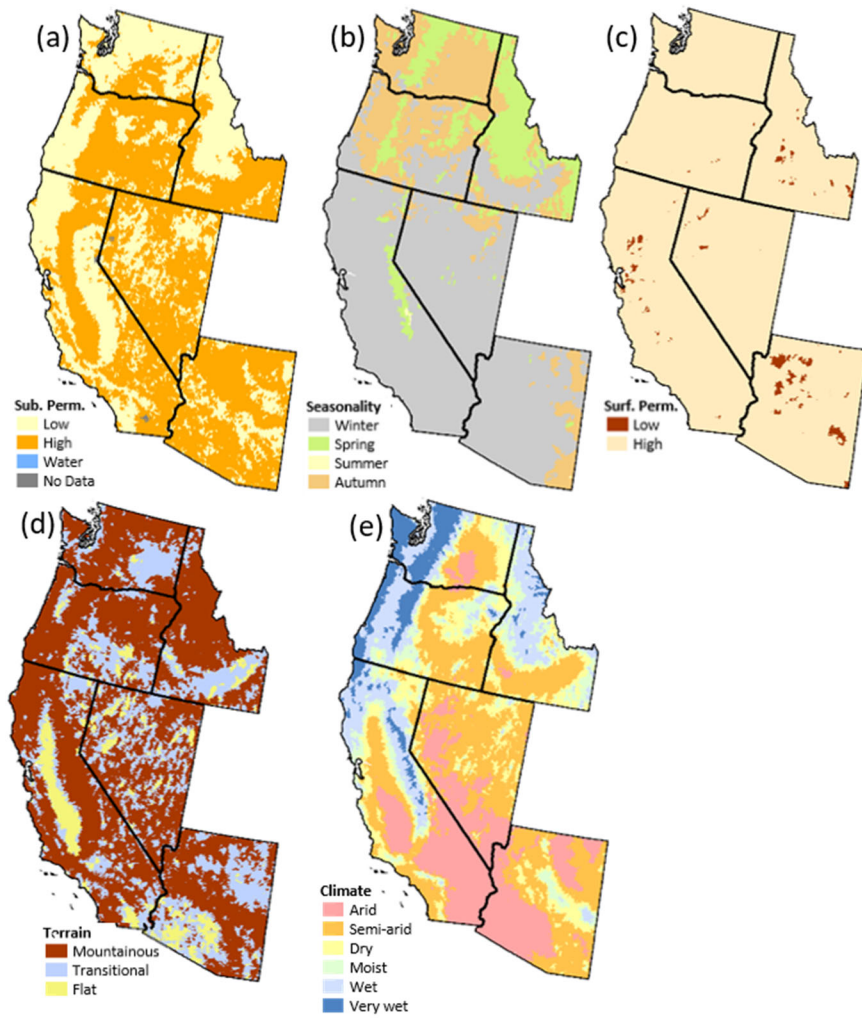 (a)
(b)
(c)
Sub. Perm.
Low
High
Water
No Data
Seasonality
Winter
Spring
Summer
Autumn
Surf. Perm.
Low
High
(d)
(e)
Terrain
Mountainous
Transitional
Flat
Climate
Arid
Semi-arid
Dry
Moist
Wet
Very wet